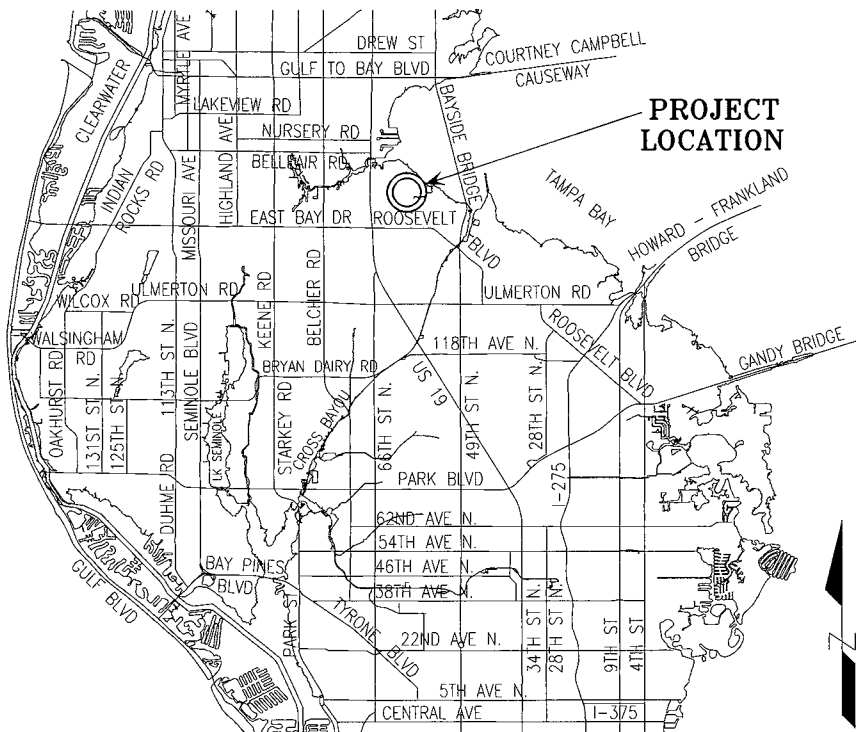 DREW ST
GULF TO BAY BLVD
COURTNEY CAMPBELL
CAUSEWAY
MYRTLE AVE
CLEARWATER
LAKEVIEW RD
HIGHLAND AVE
NURSERY RD
BELLEAIR RD
BAYSIDE BRIDGE
PROJECT
LOCATION
INDIAN
ROCKS RD
MISSOURI AVE
EAST BAY DR
ROOSEVELT
BLVD
TAMPA BAY
HOWARD - FRANKLAND
BRIDGE
ULMERTON RD
WILCOX RD
KEENE RD
BELCHER RD
ULMERTON RD
WALSINGHAM
RD
OAKHURST RD
131ST ST N.
125TH ST N.
113TH ST N.
SEMINOLE BLVD
LK SEMINOLE
BRYAN DAIRY RD
STARKEY RD
CROSS BAYOU
118TH AVE N.
US 19
66TH ST N.
49TH ST N.
28TH ST N.
ROOSEVELT BLVD
GANDY BRIDGE
DUHME RD
PARK BLVD
I-275
62ND AVE N.
54TH AVE N.
46TH AVE N.
38TH AVE N.
BAY PINES
BLVD
GULF BLVD
PARK ST
TYRONE BLVD
22ND AVE N.
34TH ST N.
28TH ST N.
9TH ST
4TH ST
5TH AVE N.
CENTRAL AVE
I-375
N